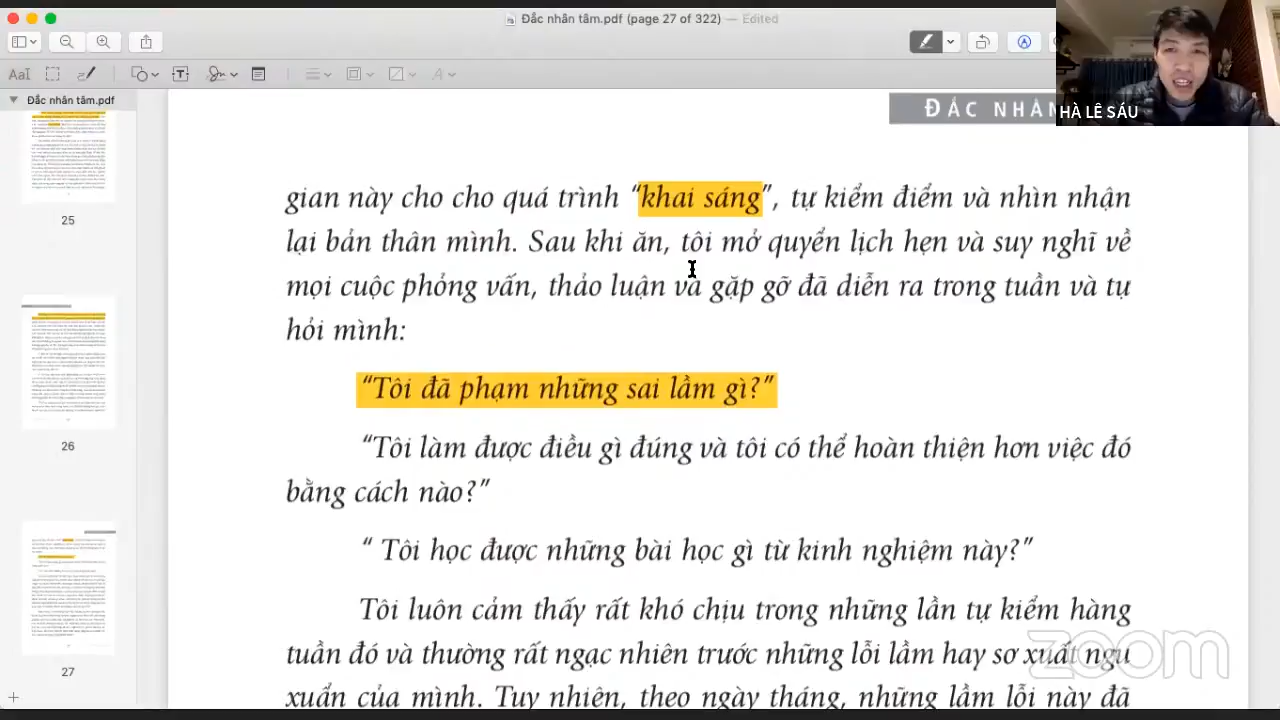 Đắc nhân tâm.pdf (page 27 of 322) — Edited
Đắc nhân tâm.pdf
HÀ LÊ SÁU
ĐẮC NHÂN
25
26
27
gian này cho cho quá trình “khai sáng”, tự kiểm điểm và nhìn nhận
lại bản thân mình. Sau khi ăn, tôi mở quyển lịch hẹn và suy nghĩ về
mọi cuộc phỏng vấn, thảo luận và gặp gỡ đã diễn ra trong tuần và tự
hỏi mình:
“Tôi đã phạm những sai lầm gì?”
“Tôi làm được điều gì đúng và tôi có thể hoàn thiện hơn việc đó
bằng cách nào?”
“ Tôi học được những bài học gì từ kinh nghiệm này?”
Tôi luôn cảm thấy rất khó chịu trong những lần tự kiểm hàng
tuần đó và thường rất ngạc nhiên trước những lỗi lầm hay sơ xuất ngu
xuẩn của mình. Tuy nhiên, theo ngày tháng, những lầm lỗi này đã
zoom